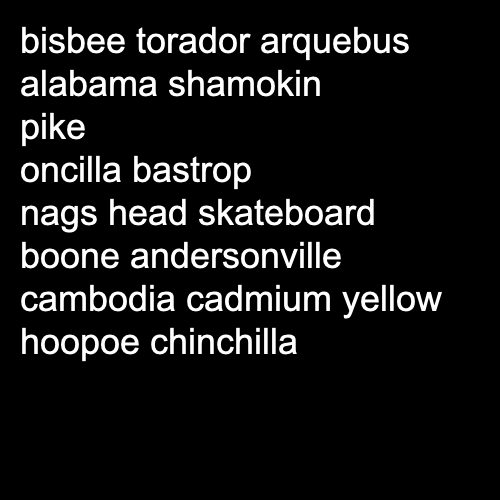 bisbee torador arquebus
alabama shamokin
pike
oncilla bastrop
nags head skateboard
boone andersonville
cambodia cadmium yellow
hoopoe chinchilla